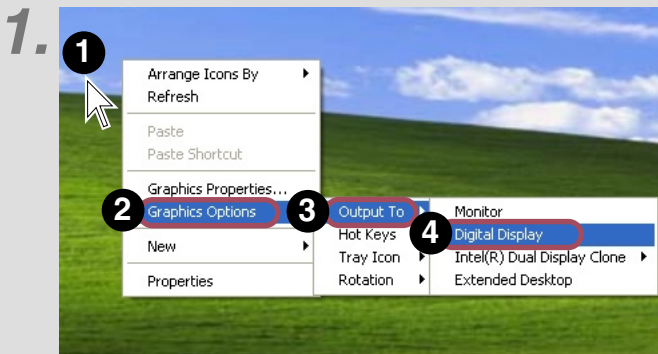 1.
1
Arrange Icons By
Refresh
Paste
Paste Shortcut
Graphics Properties...
2 Graphics Options
New
Properties
3 Output To
Hot Keys
Tray Icon
Rotation
Monitor
4 Digital Display
Intel(R) Dual Display Clone
Extended Desktop